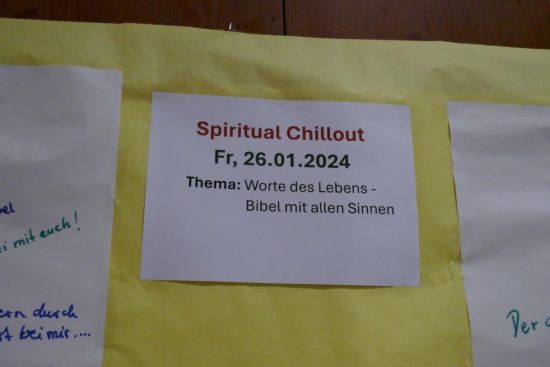 Spiritual Chillout
Fr, 26.01.2024
Thema: Worte des Lebens -
Bibel mit allen Sinnen
mit euch!
durch
bei mir....
Der